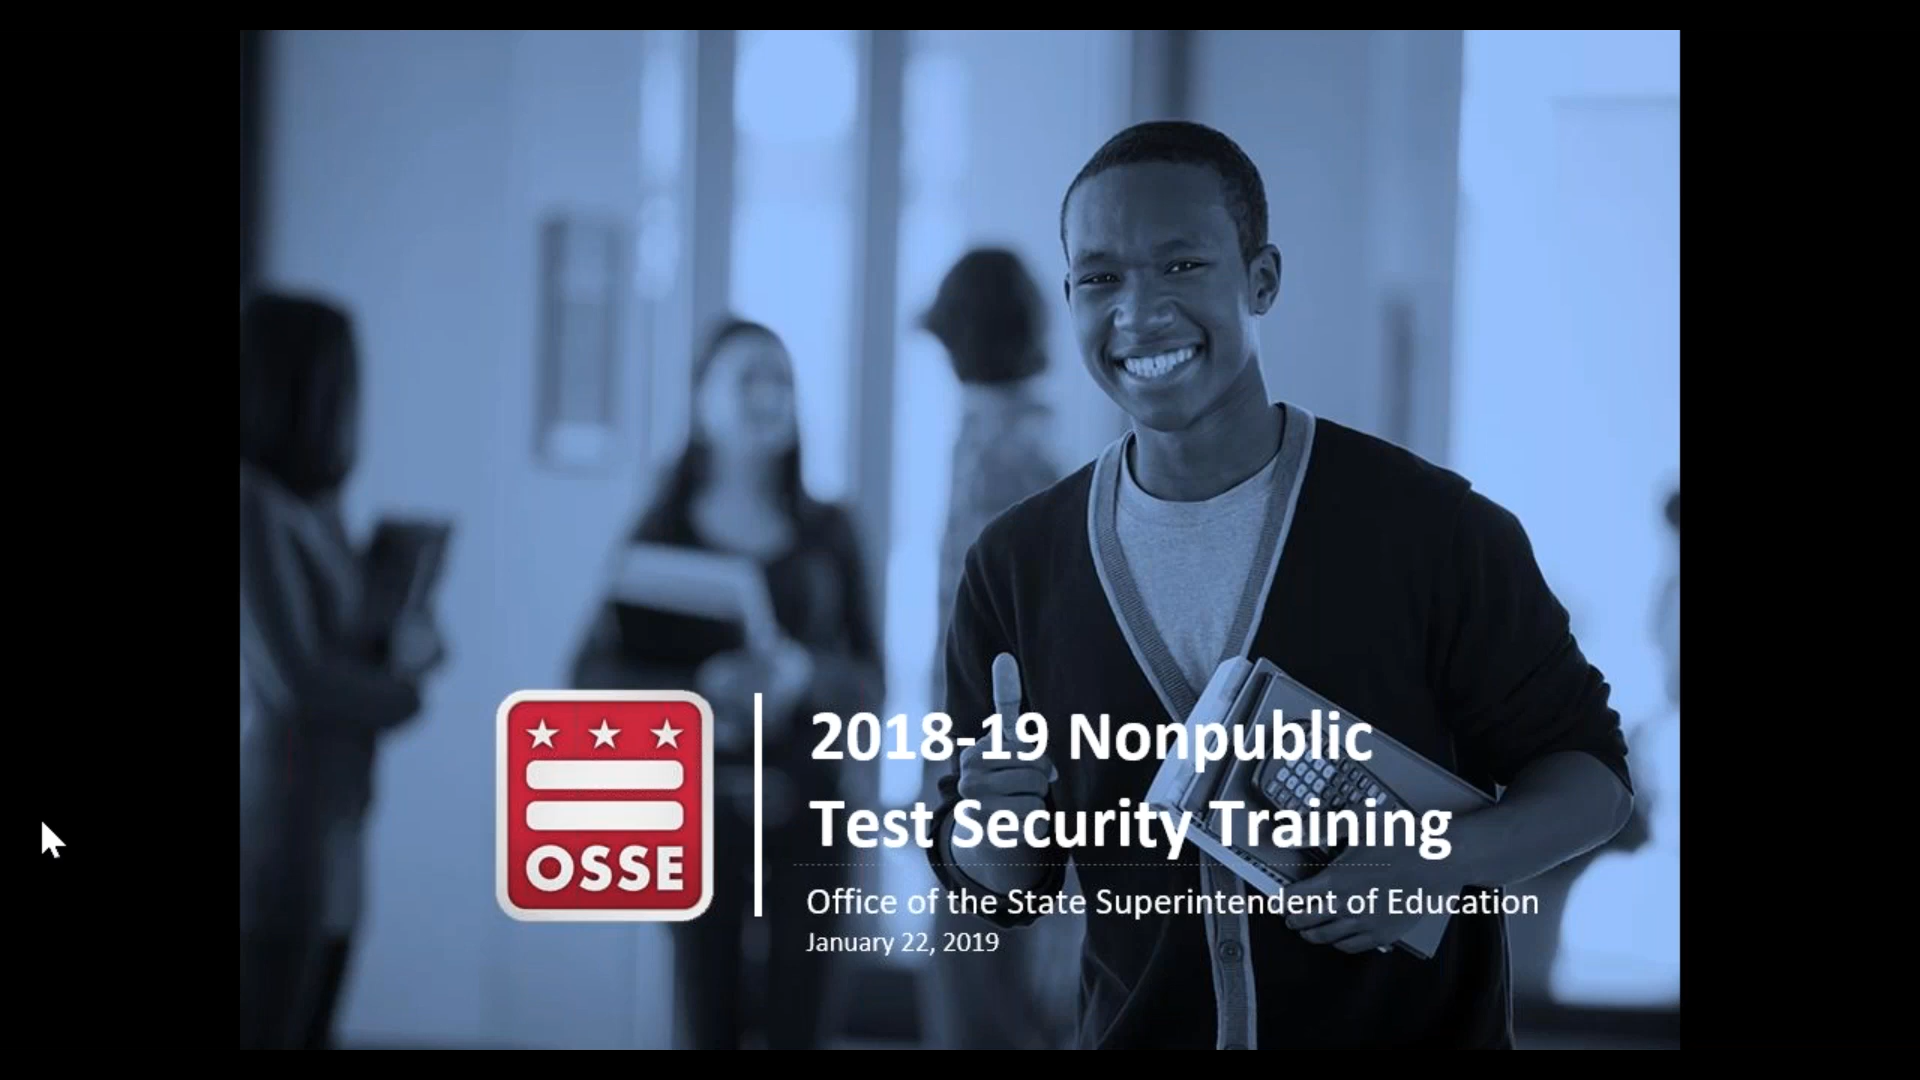 OSSE
2018-19 Nonpublic
Test Security Training
Office of the State Superintendent of Education
January 22, 2019